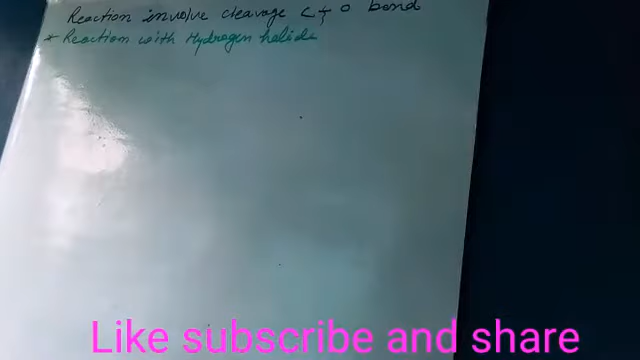 Reaction involve cleavage C O bond
* Reaction with Hydrogen halide
Like subscribe and share